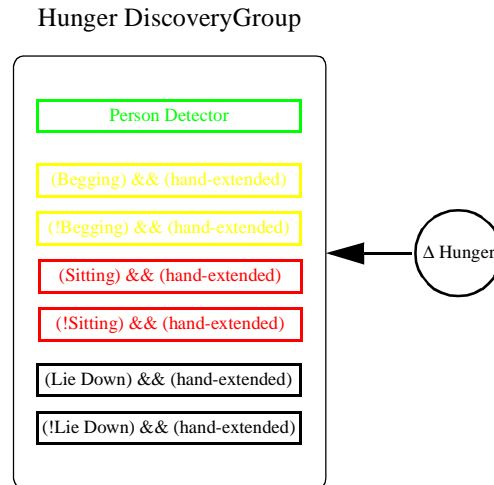 Hunger DiscoveryGroup
Person Detector
(Begging) && (hand-extended)
(!Begging) && (hand-extended)
(Sitting) && (hand-extended)
(!Sitting) && (hand-extended)
(Lie Down) && (hand-extended)
(!Lie Down) && (hand-extended)
Δ Hunger